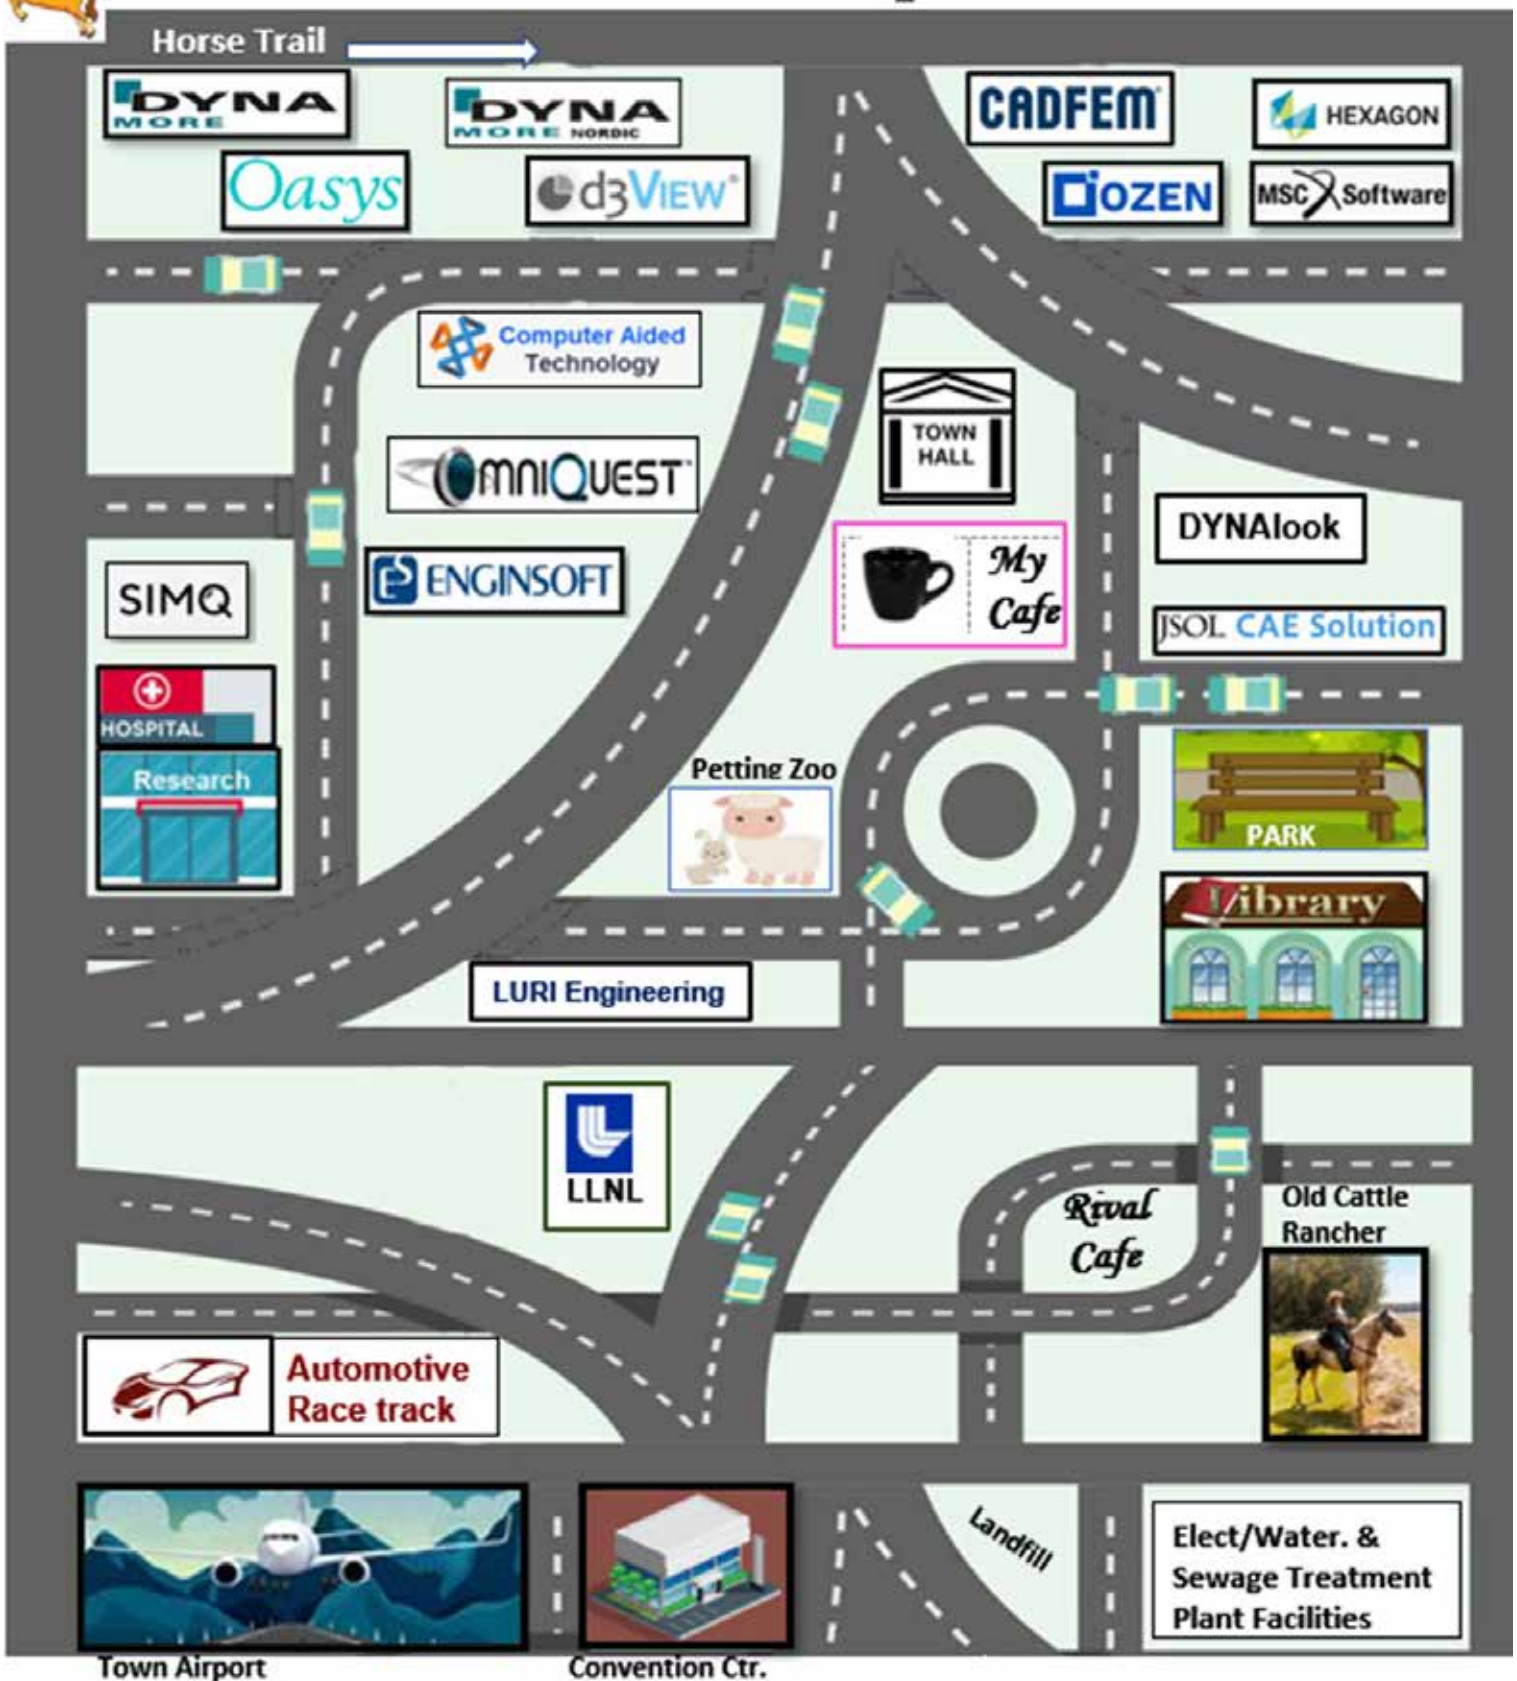 Horse Trail
DYNA
MORE
DYNA
MORE NORDIC
CADFEM®
HEXAGON
Oasys
d3VIEW®
OZEN
MSC Software
Computer Aided
Technology
OMNIQUEST™
ENGINSOFT
TOWN
HALL
My
Cafe
DYNAlook
JSOL CAE Solution
SIMQ
HOSPITAL
Research
Petting Zoo
PARK
Library
LURI Engineering
LLNL
Rival
Cafe
Old Cattle
Rancher
Automotive
Race track
Landfill
Elect/Water. &
Sewage Treatment
Plant Facilities
Town Airport
Convention Ctr.